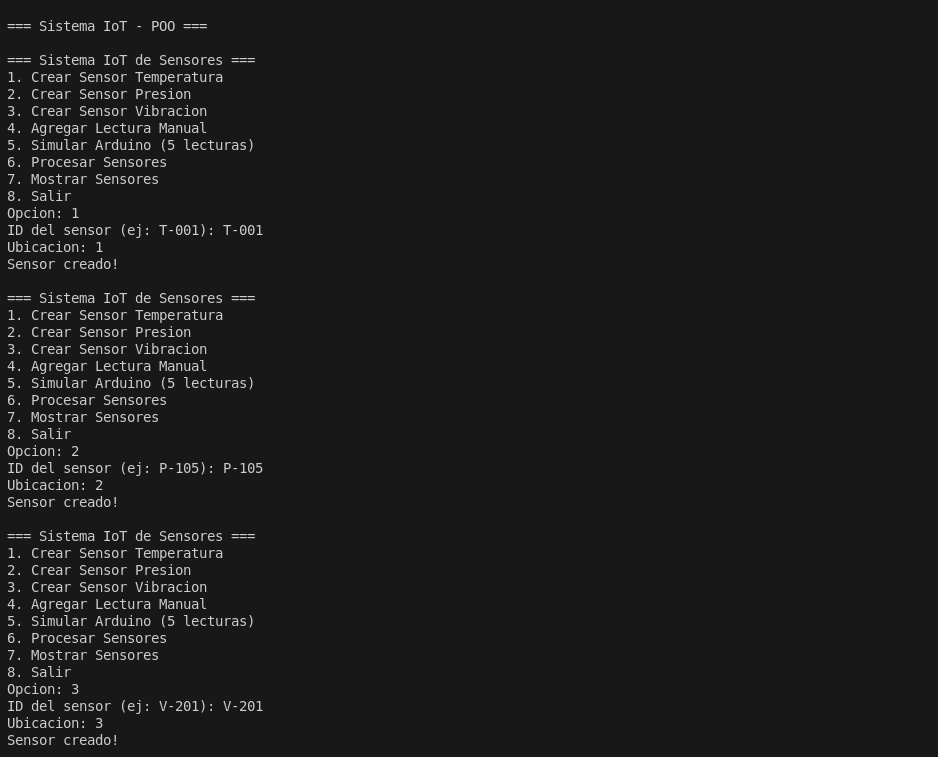 === Sistema IoT - POO ===
=== Sistema IoT de Sensores ===
1. Crear Sensor Temperatura
2. Crear Sensor Presion
3. Crear Sensor Vibracion
4. Agregar Lectura Manual
5. Simular Arduino (5 lecturas)
6. Procesar Sensores
7. Mostrar Sensores
8. Salir
Opcion: 1
ID del sensor (ej: T-001): T-001
Ubicacion: 1
Sensor creado!
=== Sistema IoT de Sensores ===
1. Crear Sensor Temperatura
2. Crear Sensor Presion
3. Crear Sensor Vibracion
4. Agregar Lectura Manual
5. Simular Arduino (5 lecturas)
6. Procesar Sensores
7. Mostrar Sensores
8. Salir
Opcion: 2
ID del sensor (ej: P-105): P-105
Ubicacion: 2
Sensor creado!
=== Sistema IoT de Sensores ===
1. Crear Sensor Temperatura
2. Crear Sensor Presion
3. Crear Sensor Vibracion
4. Agregar Lectura Manual
5. Simular Arduino (5 lecturas)
6. Procesar Sensores
7. Mostrar Sensores
8. Salir
Opcion: 3
ID del sensor (ej: V-201): V-201
Ubicacion: 3
Sensor creado!